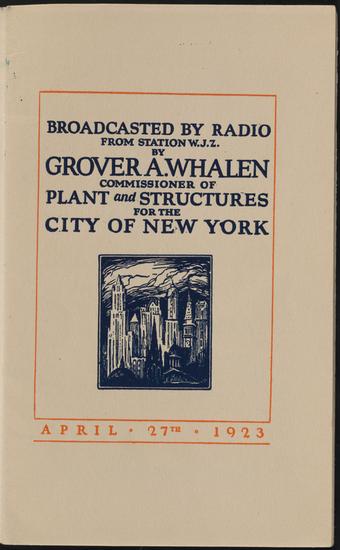 BROADCASTED BY RADIO
FROM STATION W.J.Z.
BY
GROVER A. WHALEN
COMMISSIONER OF
PLANT and STRUCTURES
FOR THE
CITY OF NEW YORK
APRIL · 27TH · 1923